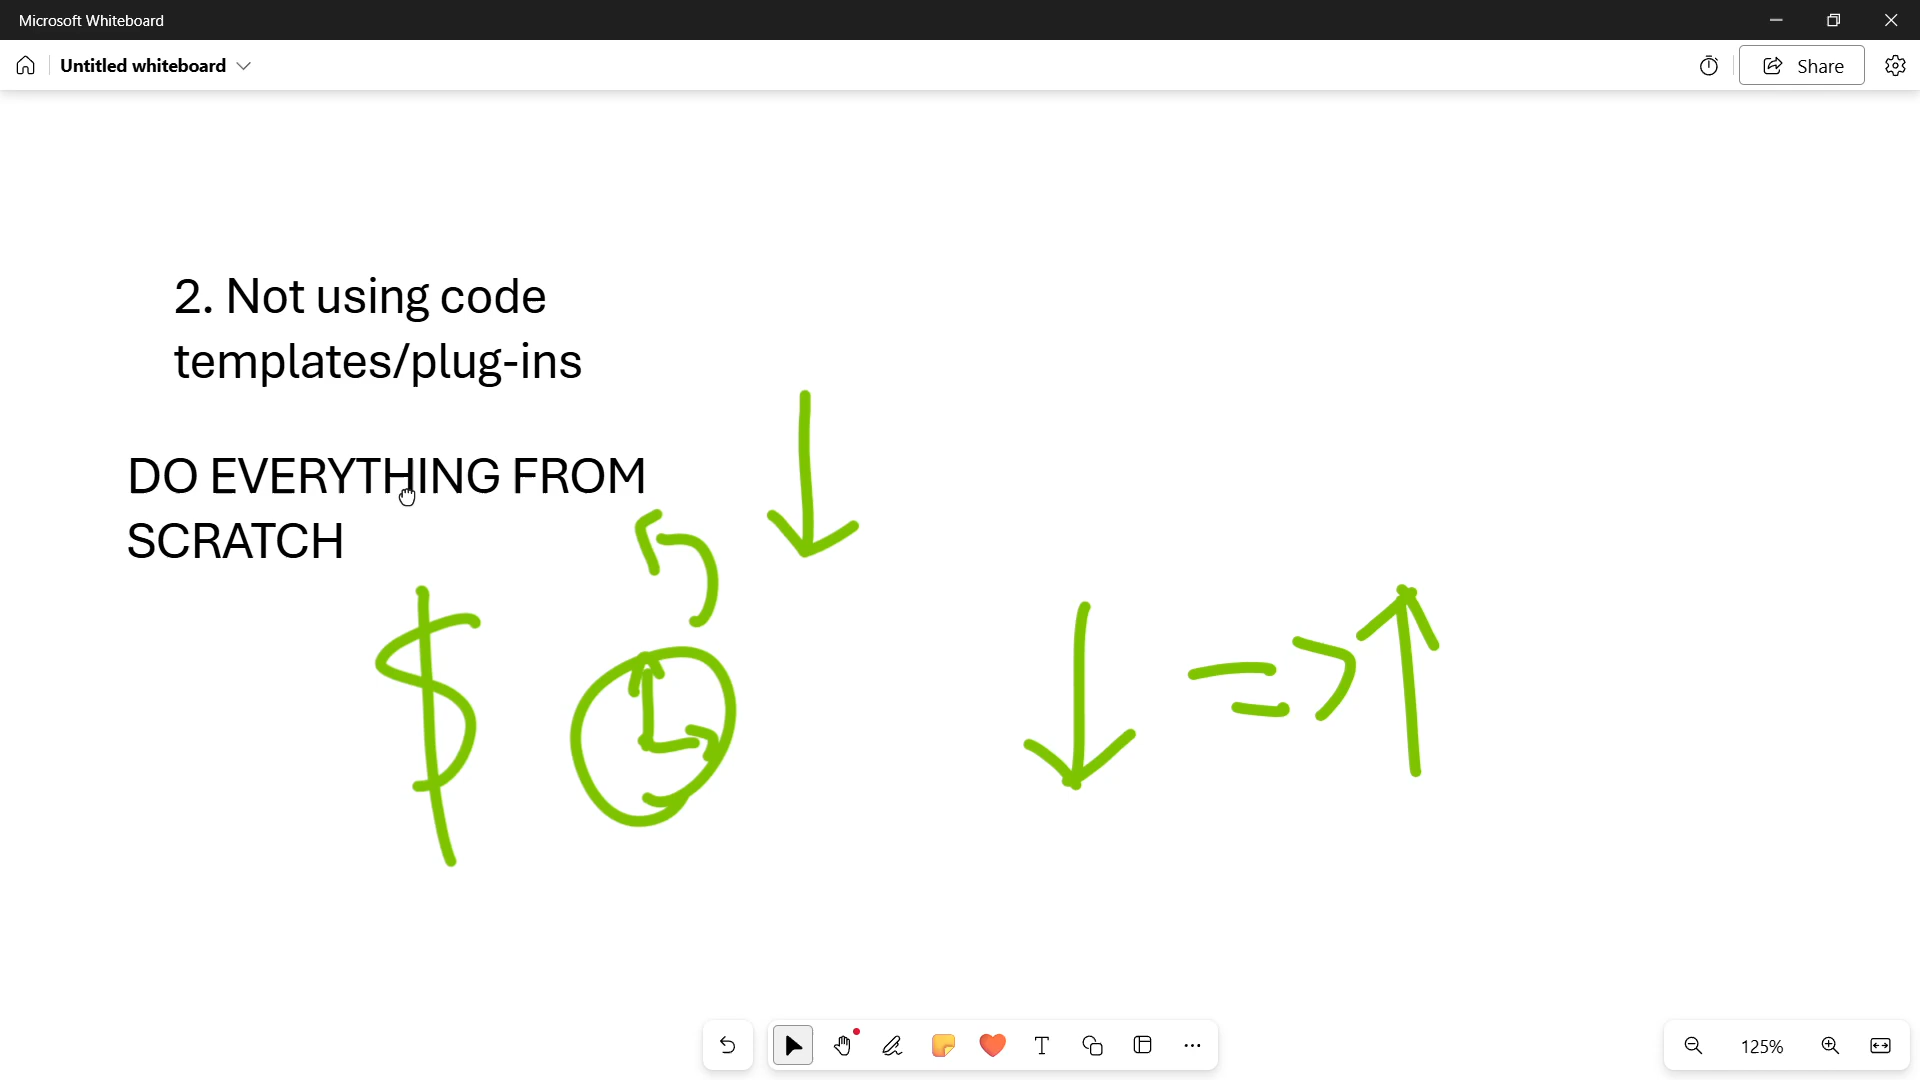 Microsoft Whiteboard
Untitled whiteboard
Share
2. Not using code
templates/plug-ins
DO EVERYTHING FROM
SCRATCH
$
=>
125%